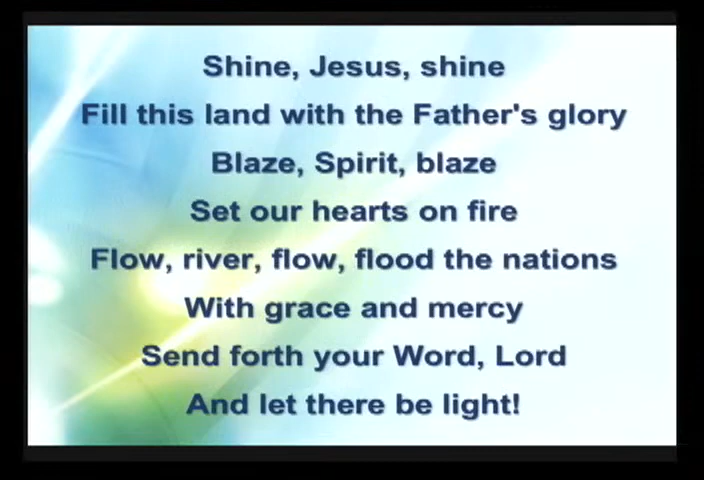 Shine, Jesus, shine
Fill this land with the Father's glory
Blaze, Spirit, blaze
Set our hearts on fire
Flow, river, flow, flood the nations
With grace and mercy
Send forth your Word, Lord
And let there be light!